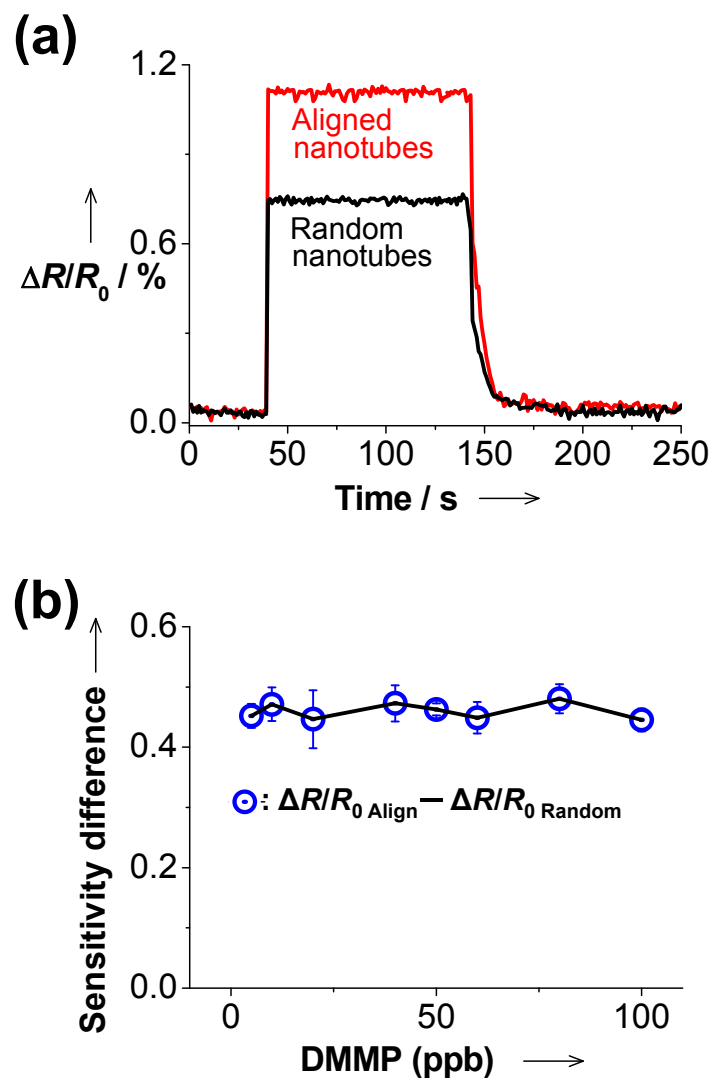 (a)
1.2
0.6
0.0
ΔR/R0 / %
Aligned
nanotubes
Random
nanotubes
0 50 100 150 200 250
Time / s
(b)
0.6
0.4
0.2
0.0
Sensitivity difference
: ΔR/R0 Align — ΔR/R0 Random
0 50 100
DMMP (ppb)